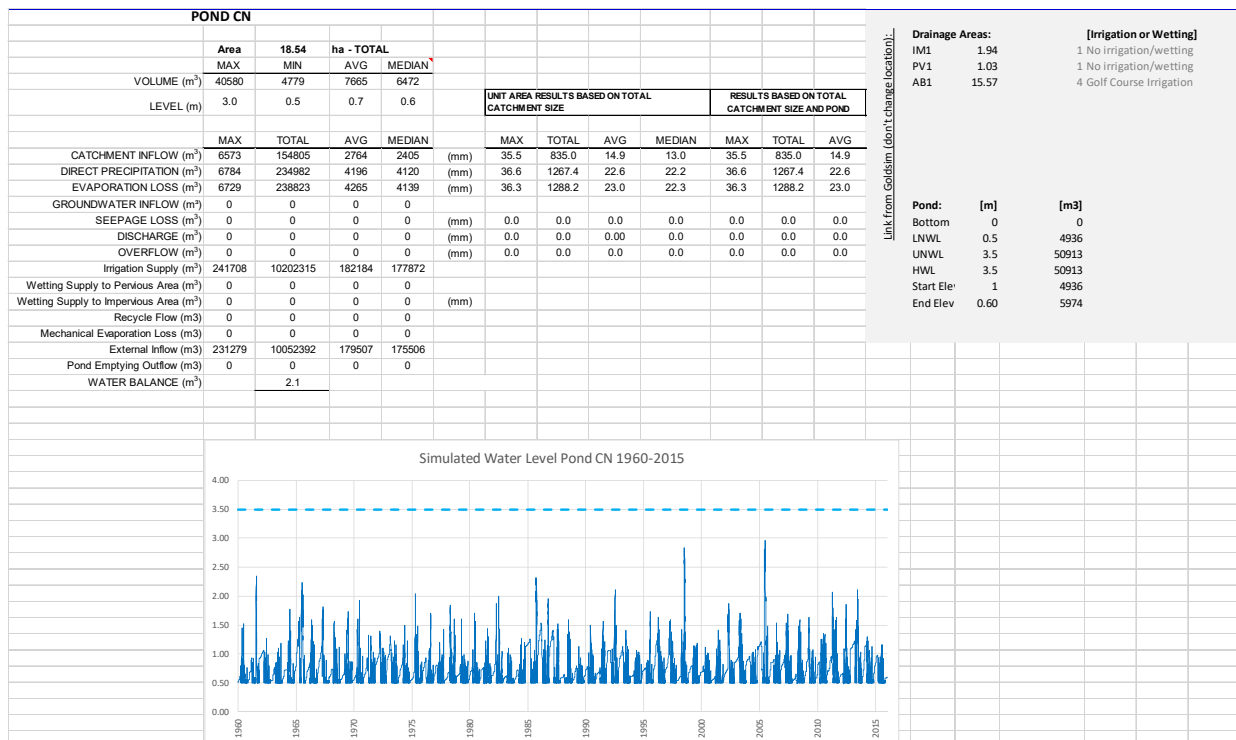 POND CN
Area 18.54 ha - TOTAL
MAX MIN AVG MEDIAN
VOLUME (m³) 40580 4779 7665 6472
LEVEL (m) 3.0 0.5 0.7 0.6
UNIT AREA RESULTS BASED ON TOTAL CATCHMENT SIZE
RESULTS BASED ON TOTAL CATCHMENT SIZE AND POND
MAX TOTAL AVG MEDIAN MAX TOTAL AVG MEDIAN MAX TOTAL AVG
CATCHMENT INFLOW (m³) 6573 154805 2764 2405 (mm) 35.5 835.0 14.9 13.0 35.5 835.0 14.9
DIRECT PRECIPITATION (m³) 6784 234982 4196 4120 (mm) 36.6 1267.4 22.6 22.2 36.6 1267.4 22.6
EVAPORATION LOSS (m³) 6729 238823 4265 4139 (mm) 36.3 1288.2 23.0 22.3 36.3 1288.2 23.0
GROUNDWATER INFLOW (m³) 0 0 0 0
SEEPAGE LOSS (m³) 0 0 0 0 (mm) 0.0 0.0 0.0 0.0 0.0 0.0 0.0
DISCHARGE (m³) 0 0 0 0 (mm) 0.0 0.0 0.00 0.0 0.0 0.0 0.0
OVERFLOW (m³) 0 0 0 0 (mm) 0.0 0.0 0.0 0.0 0.0 0.0 0.0
Irrigation Supply (m³) 241708 10202315 182184 177872
Wetting Supply to Pervious Area (m³) 0 0 0 0
Wetting Supply to Impervious Area (m³) 0 0 0 0 (mm)
Recycle Flow (m3) 0 0 0 0
Mechanical Evaporation Loss (m3) 0 0 0 0
External Inflow (m3) 231279 10052392 179507 175506
Pond Emptying Outflow (m3) 0 0 0 0
WATER BALANCE (m³) 2.1
Link from Goldsim (don't change location):
Drainage Areas: [Irrigation or Wetting]
IM1 1.94 1 No irrigation/wetting
PV1 1.03 1 No irrigation/wetting
AB1 15.57 4 Golf Course Irrigation
Pond: [m] [m3]
Bottom 0 0
LNWL 0.5 4936
UNWL 3.5 50913
HWL 3.5 50913
Start Ele 1 4936
End Elev 0.60 5974
Simulated Water Level Pond CN 1960-2015
4.00
3.50
3.00
2.50
2.00
1.50
1.00
0.50
0.00
1960 1965 1970 1975 1980 1985 1990 1995 2000 2005 2010 2015